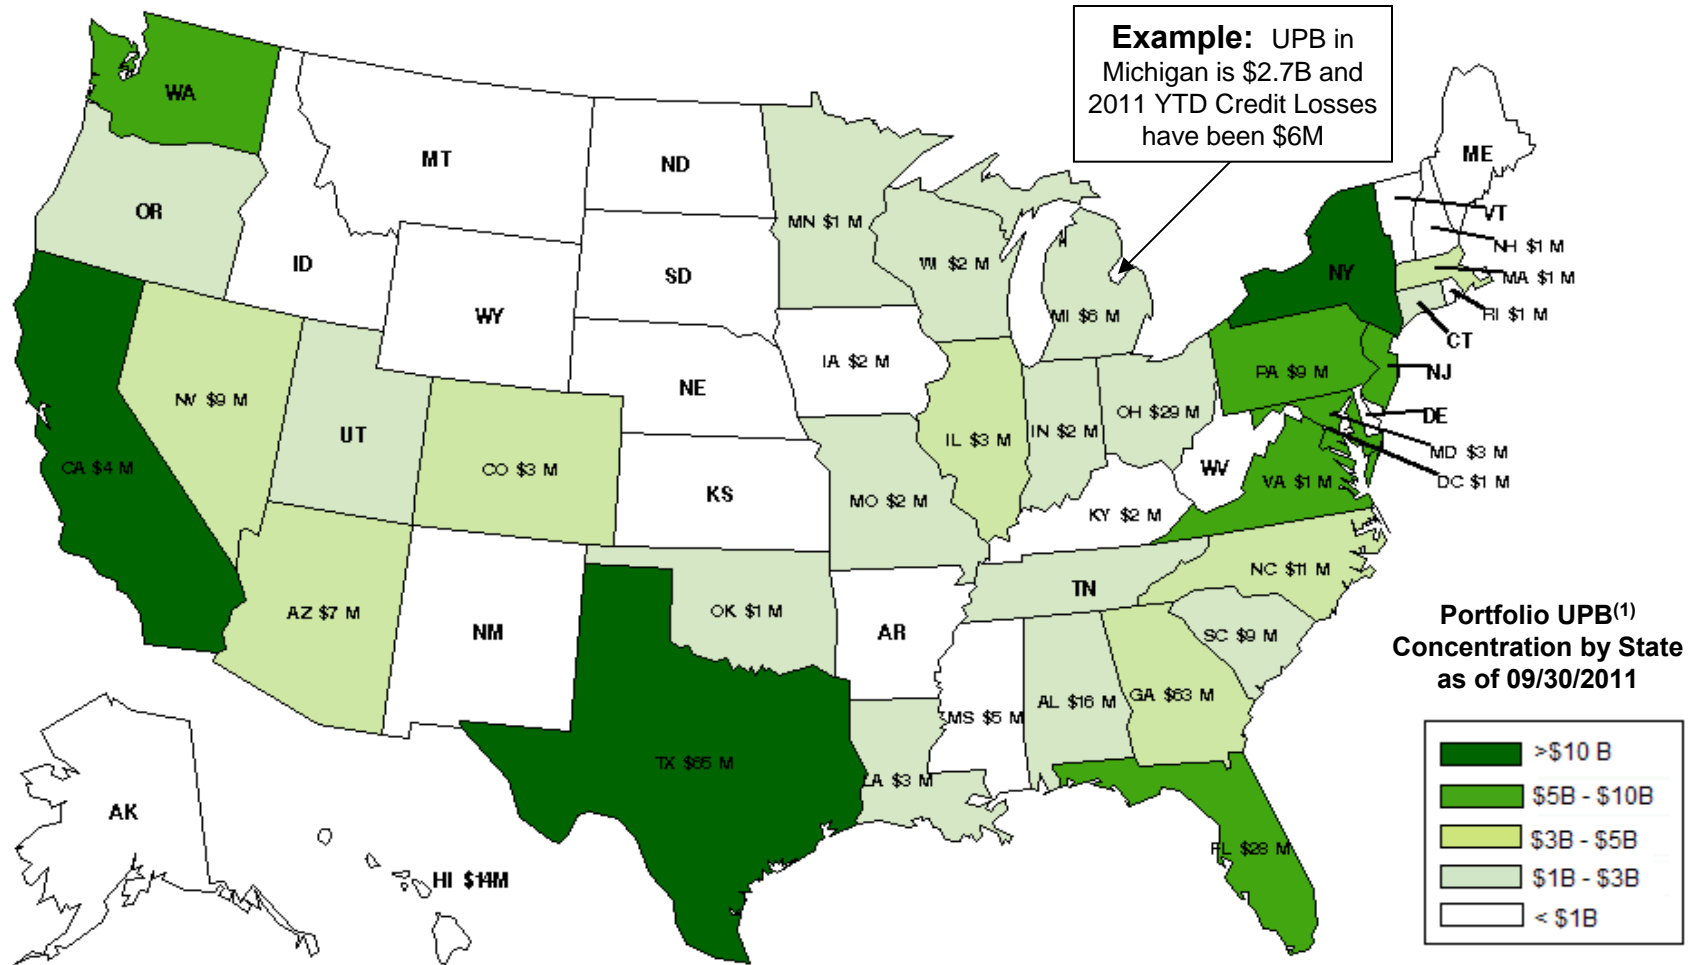 Example: UPB in
Michigan is $2.7B and
2011 YTD Credit Losses
have been $6M
WA
MT
ND
ME
OR
MN $1 M
VT
NH $1 M
ID
SD
WI $2 M
NY
MA $1 M
WY
MI $6 M
RI $1 M
CT
IA $2 M
NE
PA $9 M
NJ
NV $9 M
OH $29 M
DE
UT
IL $3 M
IN $2 M
MD $3 M
CA $4 M
CO $3 M
WV
VA $1 M
DC $1 M
KS
MO $2 M
KY $2 M
NC $11 M
AZ $7 M
OK $1 M
TN
NM
AR
SC $9 M
MS $5 M
AL $16 M
GA $63 M
TX $65 M
LA $3 M
FL $28 M
AK
HI $14M
Portfolio UPB(1)
Concentration by State
as of 09/30/2011
>$10 B
$5B - $10B
$3B - $5B
$1B - $3B
< $1B